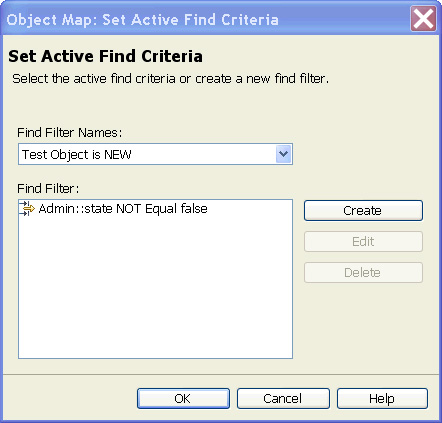 Object Map: Set Active Find Criteria
Set Active Find Criteria
Select the active find criteria or create a new find filter.
Find Filter Names:
Test Object is NEW
Find Filter:
Admin::state NOT Equal false
Create
Edit
Delete
OK
Cancel
Help